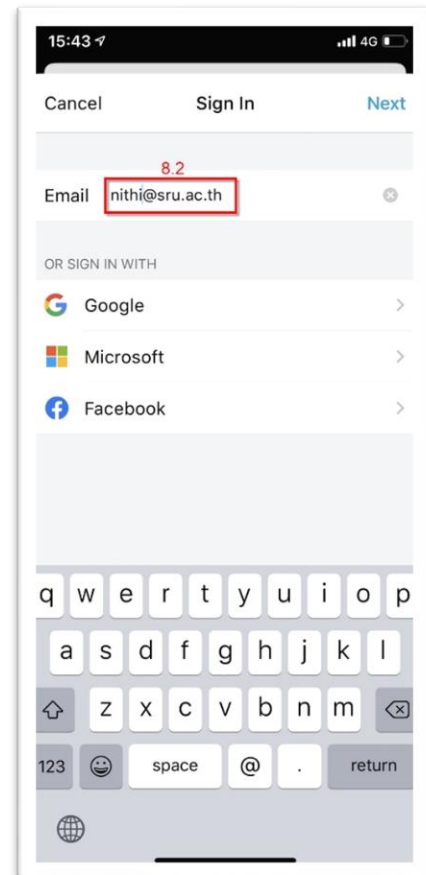 15:43 4G
Cancel Sign In Next
8.2
Email nithi@sru.ac.th
OR SIGN IN WITH
Google
Microsoft
Facebook
q w e r t y u i o p
a s d f g h j k l
z x c v b n m
123 space @ . return